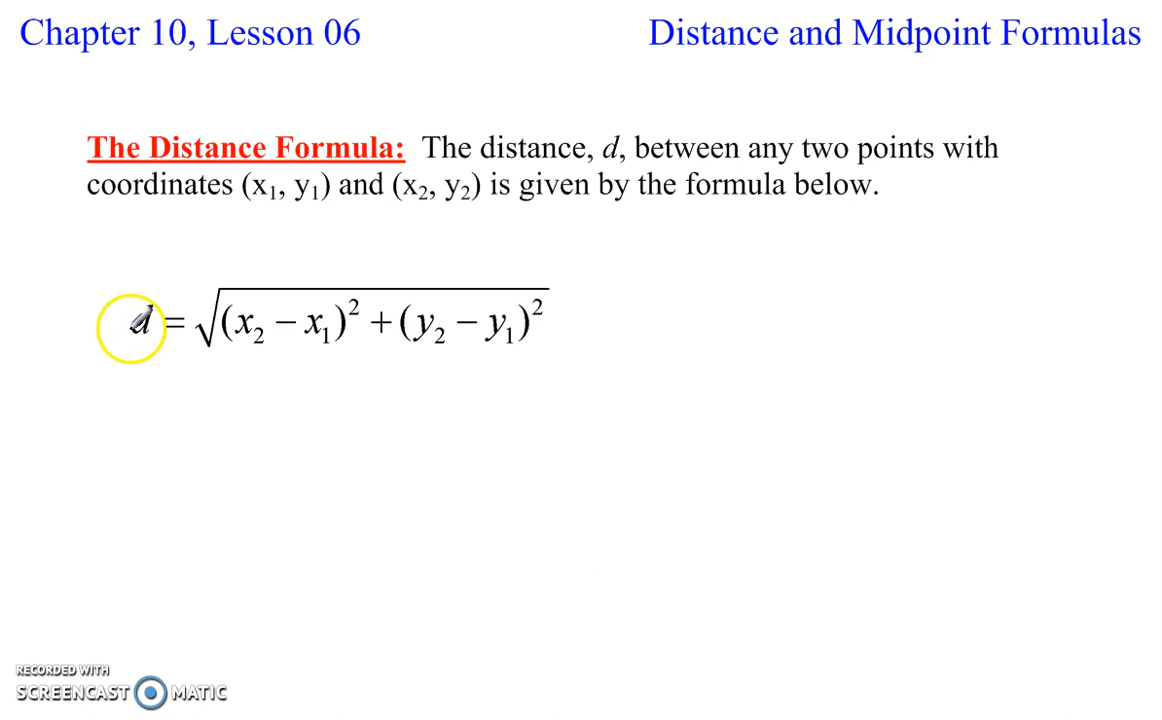 Chapter 10, Lesson 06 Distance and Midpoint Formulas
The Distance Formula: The distance, d, between any two points with
coordinates (x₁, y₁) and (x₂, y₂) is given by the formula below.
d = √((x₂ − x₁)² + (y₂ − y₁)²)
RECORDED WITH
SCREENCAST MATIC